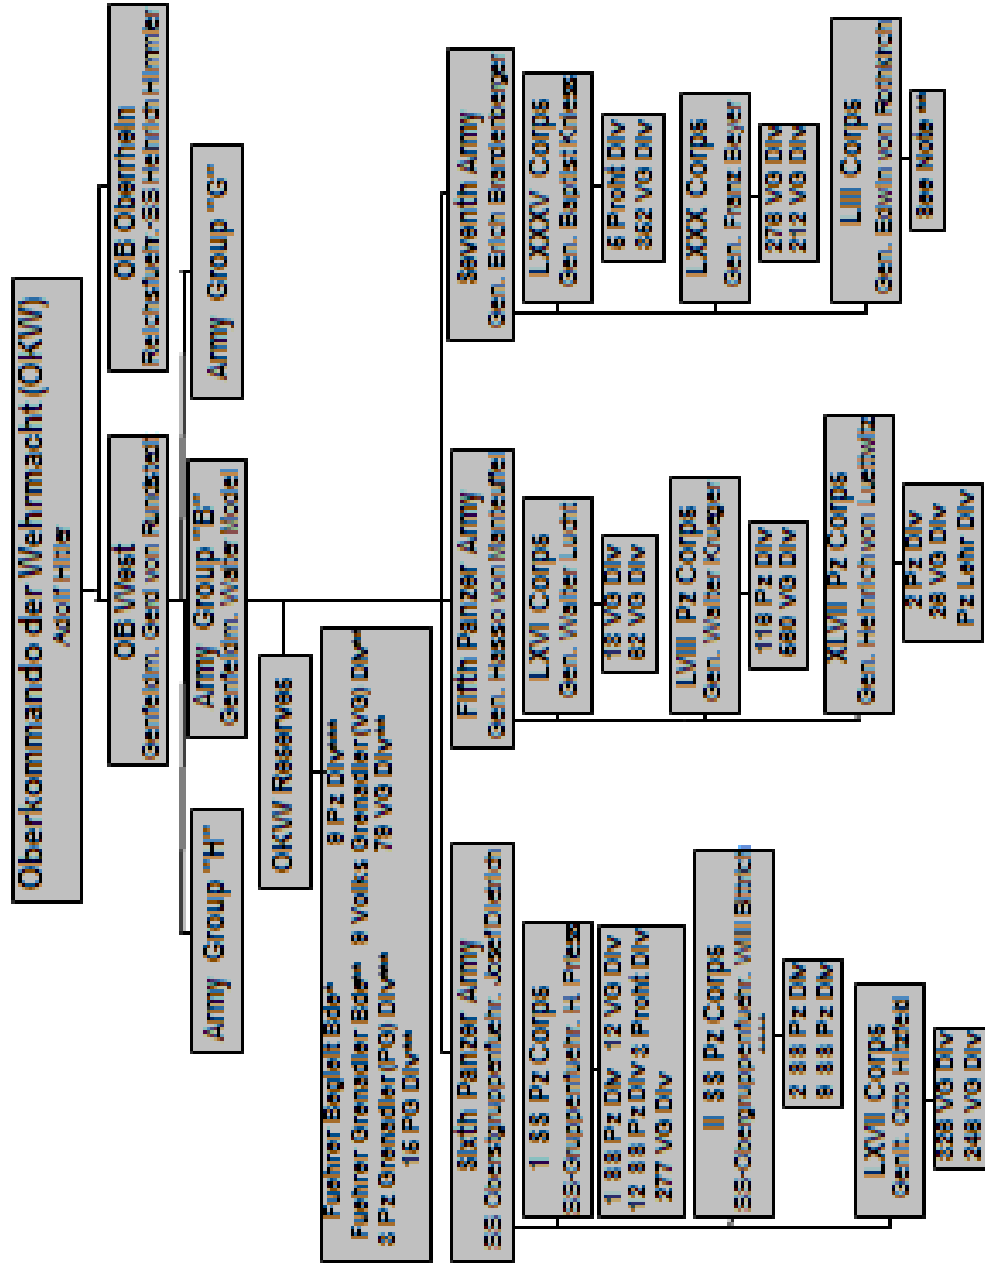 Oberkommando der Wehrmacht (OKW)
Adolf Hitler
OB West
Genfeldm. Gerd von Rundstedt
OB Oberrhein
Reichsfuehr. SS Heinrich Himmler
Army Group "H"
Army Group "B"
Genfeldm. Walter Model
Army Group "G"
OKW Reserves
Fuehrer Begleit Bde*
9 Pz Div***
Fuehrer Grenadier Bde** 9 Volks Grenadier(VG) Div**
3 Pz Grenadier(PG) Div*** 79 VG Div***
15 PG Div***
Sixth Panzer Army
SS Oberstgruppenfuehr. Josef Dietrich
1 SS Pz Corps
SS-Gruppenfuehr. H. Priess
1 SS Pz Div 12 VG Div
12 SS Pz Div 3 Prcht Div
277 VG Div
II SS Pz Corps
SS-Obergruppenfuehr. Willi Bittrich
****
2 SS Pz Div
9 SS Pz Div
LXVII Corps
Genlt. Otto Hitzfeld
326 VG Div
246 VG Div
Fifth Panzer Army
Gen. Hasso von Manteuffel
LXVI Corps
Gen. Walter Lucht
18 VG Div
62 VG Div
LVIII Pz Corps
Gen. Walter Krueger
116 Pz Div
560 VG Div
XLVII Pz Corps
Gen. Heinrich von Luettwitz
2 Pz Div
26 VG Div
Pz Lehr Div
Seventh Army
Gen. Erich Brandenberger
LXXXV Corps
Gen. Baptist Kniess
5 Prcht Div
352 VG Div
LXXX Corps
Gen. Franz Beyer
276 VG Div
212 VG Div
LIII Corps
Gen. Edwin von Rothkirch
See Note **